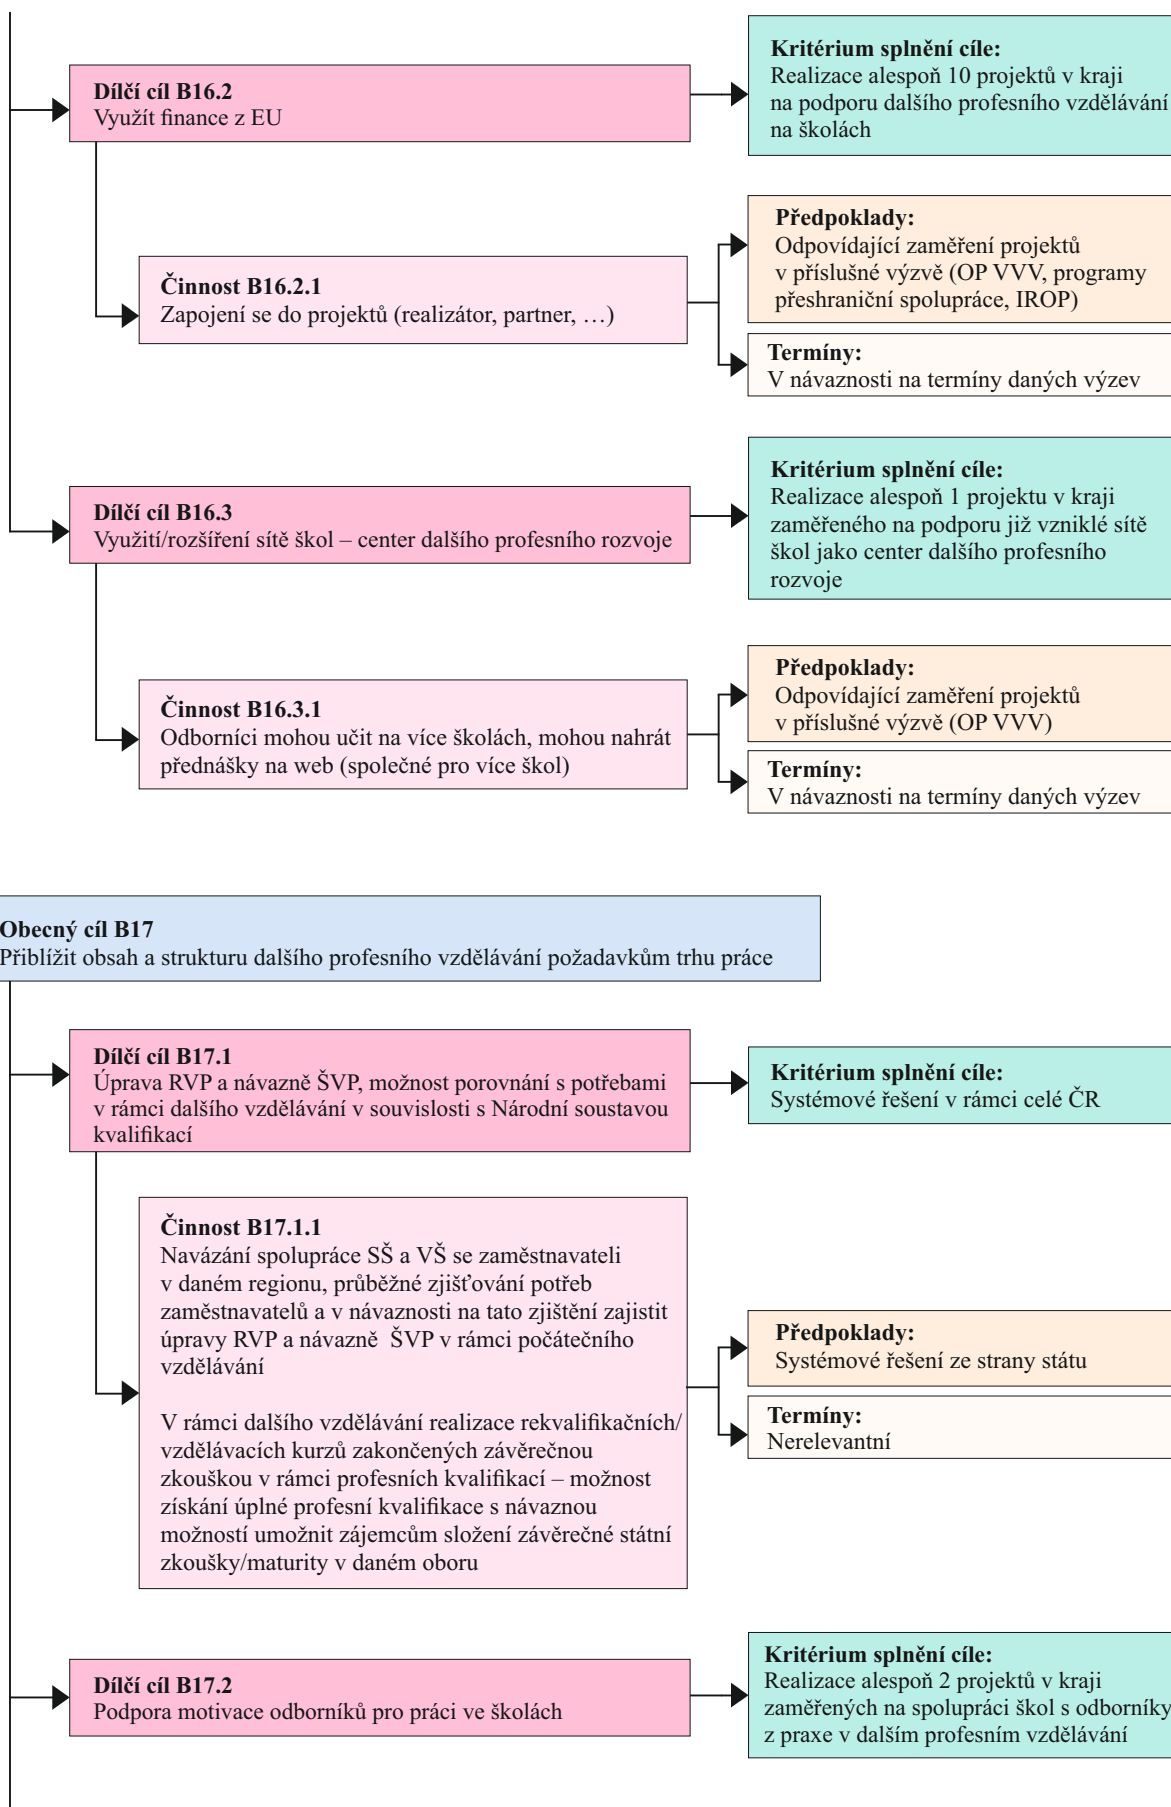 Dílčí cíl B16.2
Využít finance z EU
Kritérium splnění cíle:
Realizace alespoň 10 projektů v kraji
na podporu dalšího profesního vzdělávání
na školách
Činnost B16.2.1
Zapojení se do projektů (realizátor, partner, …)
Předpoklady:
Odpovídající zaměření projektů
v příslušné výzvě (OP VVV, programy
přeshraniční spolupráce, IROP)
Termíny:
V návaznosti na termíny daných výzev
Dílčí cíl B16.3
Využití/rozšíření sítě škol – center dalšího profesního rozvoje
Kritérium splnění cíle:
Realizace alespoň 1 projektu v kraji
zaměřeného na podporu již vzniklé sítě
škol jako center dalšího profesního
rozvoje
Činnost B16.3.1
Odborníci mohou učit na více školách, mohou nahrát
přednášky na web (společné pro více škol)
Předpoklady:
Odpovídající zaměření projektů
v příslušné výzvě (OP VVV)
Termíny:
V návaznosti na termíny daných výzev
Obecný cíl B17
Přiblížit obsah a strukturu dalšího profesního vzdělávání požadavkům trhu práce
Dílčí cíl B17.1
Úprava RVP a návazně ŠVP, možnost porovnání s potřebami
v rámci dalšího vzdělávání v souvislosti s Národní soustavou
kvalifikací
Kritérium splnění cíle:
Systémové řešení v rámci celé ČR
Činnost B17.1.1
Navázání spolupráce SŠ a VŠ se zaměstnavateli
v daném regionu, průběžné zjišťování potřeb
zaměstnavatelů a v návaznosti na tato zjištění zajistit
úpravy RVP a návazně  ŠVP v rámci počátečního
vzdělávání
V rámci dalšího vzdělávání realizace rekvalifikačních/
vzdělávacích kurzů zakončených závěrečnou
zkouškou v rámci profesních kvalifikací – možnost
získání úplné profesní kvalifikace s návaznou
možností umožnit zájemcům složení závěrečné státní
zkoušky/maturity v daném oboru
Předpoklady:
Systémové řešení ze strany státu
Termíny:
Nerelevantní
Dílčí cíl B17.2
Podpora motivace odborníků pro práci ve školách
Kritérium splnění cíle:
Realizace alespoň 2 projektů v kraji
zaměřených na spolupráci škol s odborníky
z praxe v dalším profesním vzdělávání